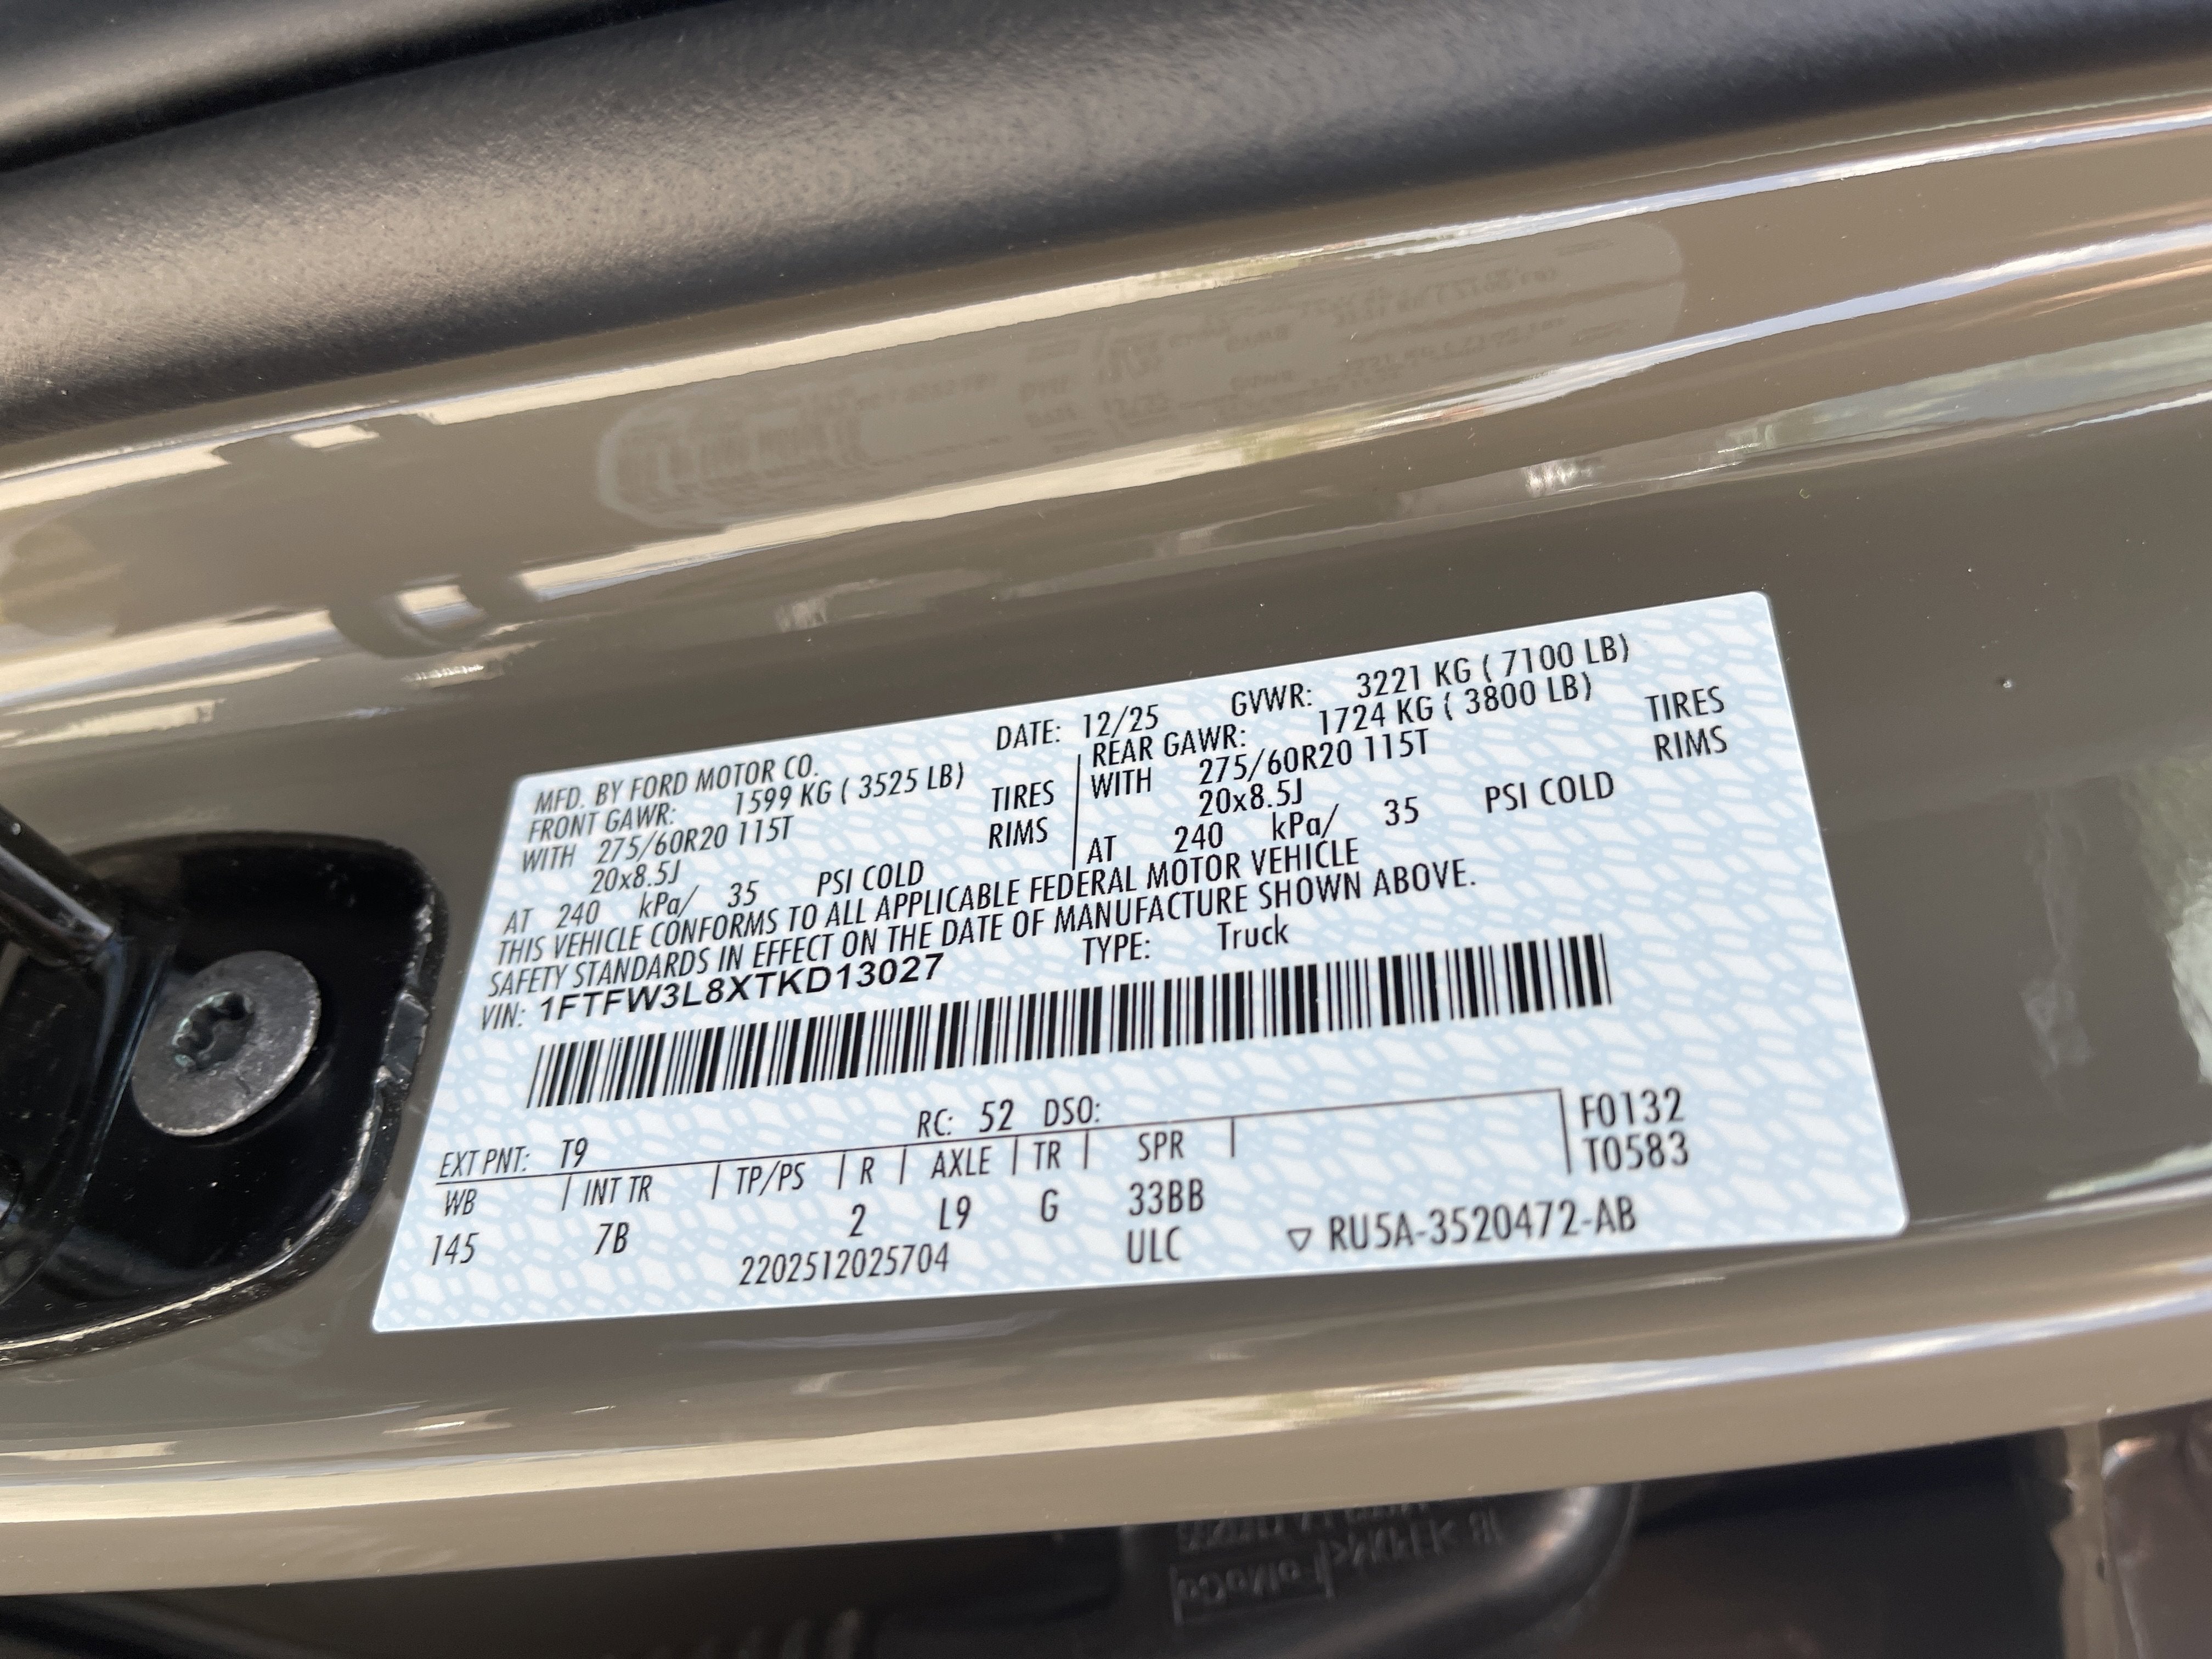 MFD. BY FORD MOTOR CO. DATE: 12/25 GVWR: 3221 KG ( 7100 LB)
FRONT GAWR: 1599 KG ( 3525 LB) REAR GAWR: 1724 KG ( 3800 LB)
WITH 275/60R20 115T TIRES WITH 275/60R20 115T TIRES
20x8.5J RIMS 20x8.5J RIMS
AT 240 kPa/ 35 PSI COLD AT 240 kPa/ 35 PSI COLD
THIS VEHICLE CONFORMS TO ALL APPLICABLE FEDERAL MOTOR VEHICLE
SAFETY STANDARDS IN EFFECT ON THE DATE OF MANUFACTURE SHOWN ABOVE.
VIN: 1FTFW3L8XTKD13027 TYPE: Truck
F0132
EXT PNT: T9 RC: 52 DSO: T0583
WB INT TR TP/PS R AXLE TR SPR
145 7B 2 L9 G 33BB
2202512025704 ULC ▽ RU5A-3520472-AB
FoMoCo